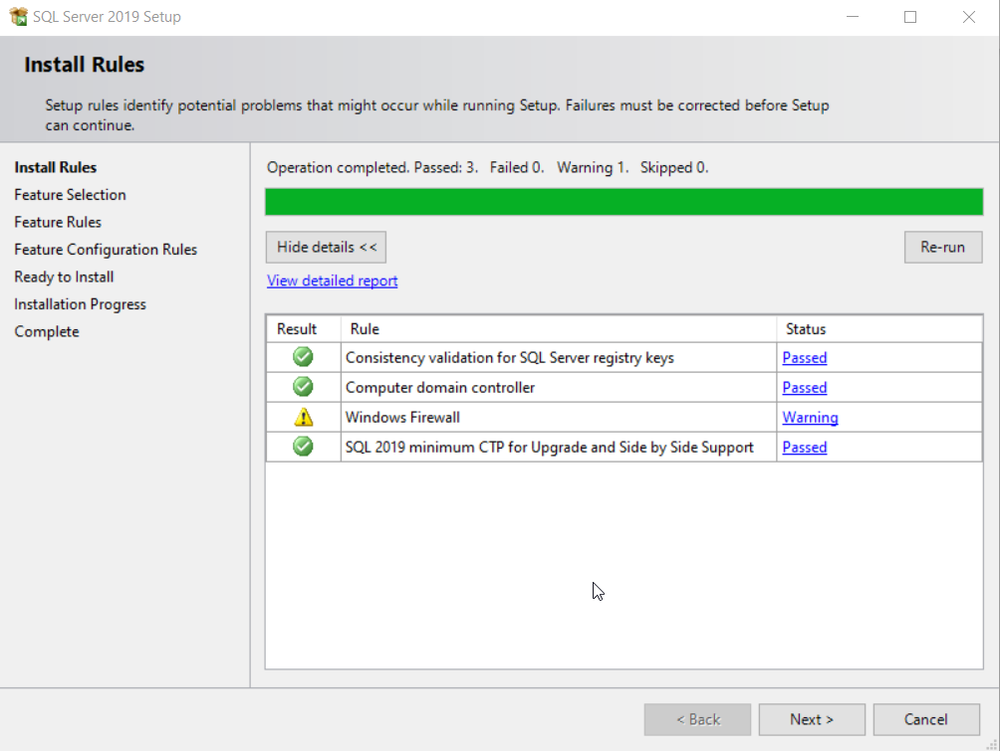 SQL Server 2019 Setup
Install Rules
Setup rules identify potential problems that might occur while running Setup. Failures must be corrected before Setup
can continue.
Install Rules
Feature Selection
Feature Rules
Feature Configuration Rules
Ready to Install
Installation Progress
Complete
Operation completed. Passed: 3. Failed 0. Warning 1. Skipped 0.
Hide details <<
Re-run
View detailed report
Result Rule Status
Consistency validation for SQL Server registry keys Passed
Computer domain controller Passed
Windows Firewall Warning
SQL 2019 minimum CTP for Upgrade and Side by Side Support Passed
< Back Next > Cancel